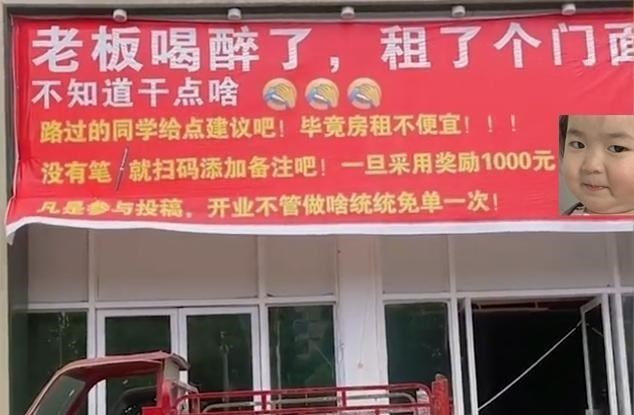 老板喝醉了，租了个门面
不知道干点啥
路过的同学给点建议吧！毕竟房租不便宜！！！
没有笔 就扫码添加备注吧！一旦采用奖励1000元
凡是参与投稿，开业不管做啥统统免单一次！